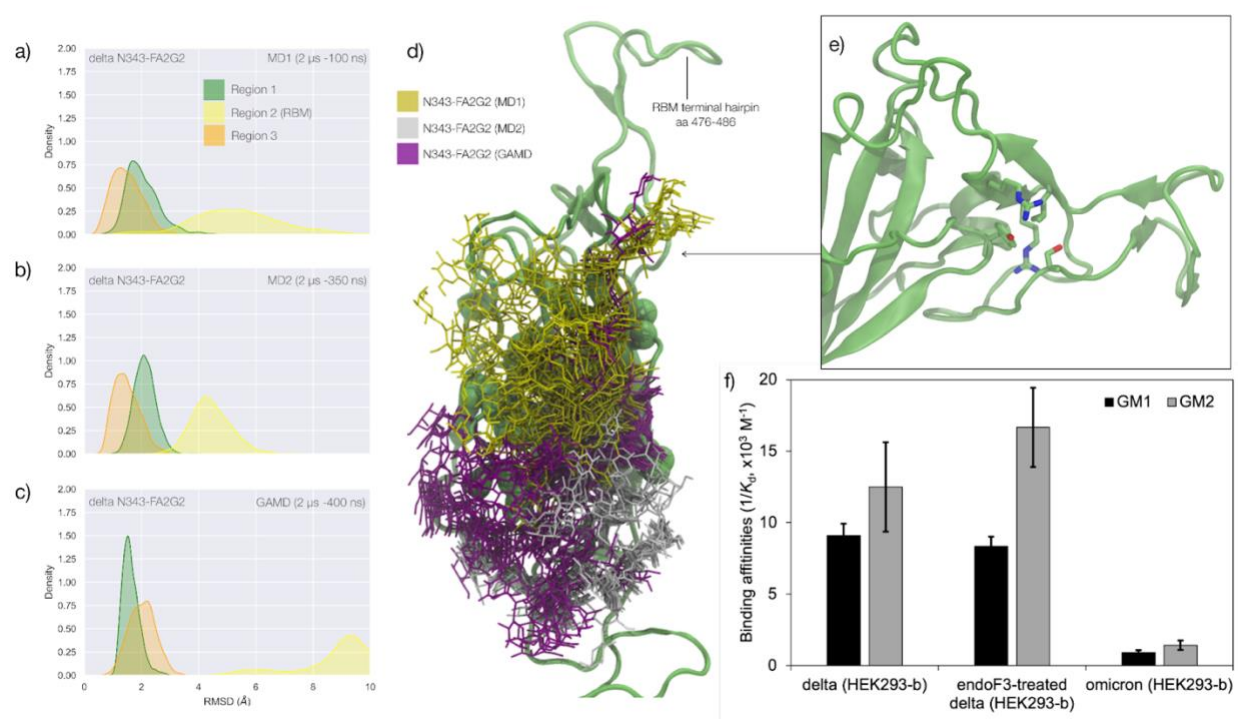 a)
delta N343-FA2G2 MD1 (2 µs -100 ns)
Region 1
Region 2 (RBM)
Region 3
Density
2.00
1.75
1.50
1.25
1.00
0.75
0.50
0.25
0.00
b)
delta N343-FA2G2 MD2 (2 µs -350 ns)
Density
2.00
1.75
1.50
1.25
1.00
0.75
0.50
0.25
0.00
c)
delta N343-FA2G2 GAMD (2 µs -400 ns)
Density
2.00
1.75
1.50
1.25
1.00
0.75
0.50
0.25
0.00
0 2 4 6 8 10
RMSD (Å)
d)
N343-FA2G2 (MD1)
N343-FA2G2 (MD2)
N343-FA2G2 (GAMD
RBM terminal hairpin
aa 476-486
e)
f)
GM1 GM2
Binding affitinities (1/Kd, x10³ M-1)
20
15
10
5
0
delta (HEK293-b)
endoF3-treated
delta (HEK293-b)
omicron (HEK293-b)